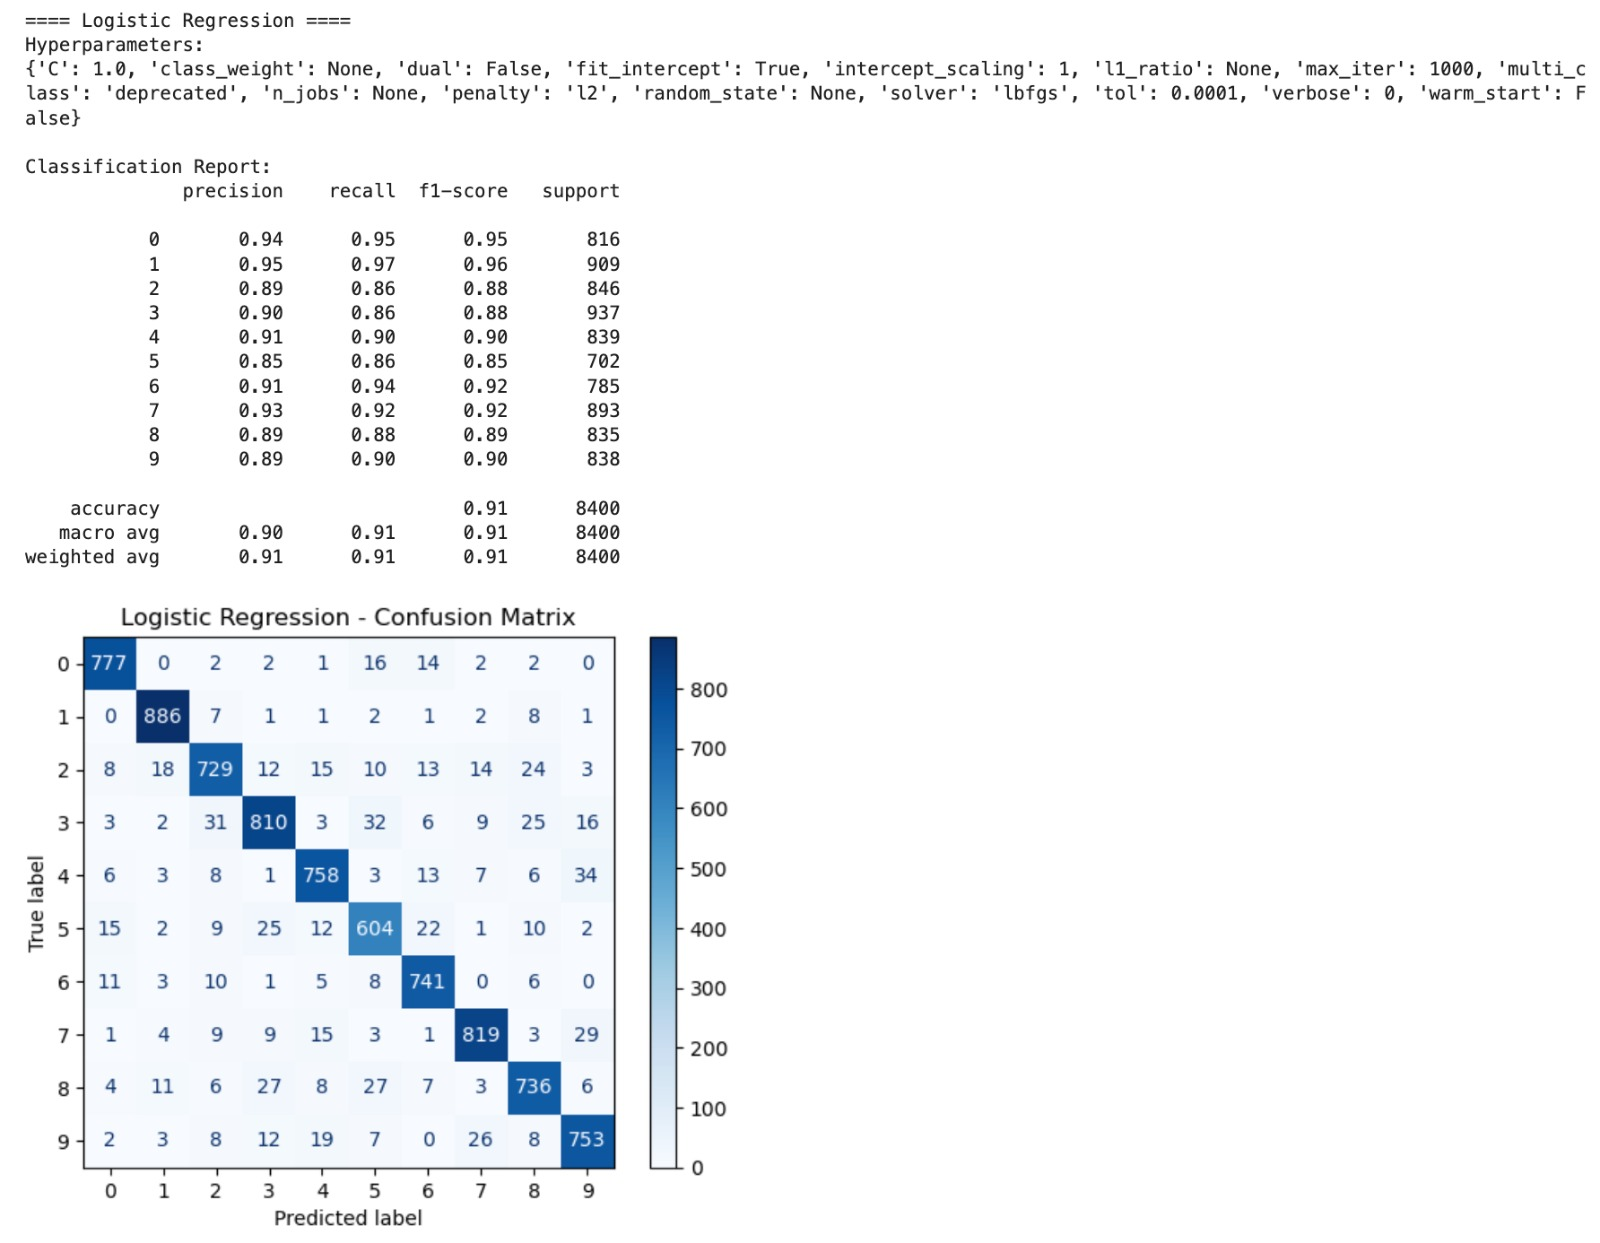 ==== Logistic Regression ====
Hyperparameters:
{'C': 1.0, 'class_weight': None, 'dual': False, 'fit_intercept': True, 'intercept_scaling': 1, 'l1_ratio': None, 'max_iter': 1000, 'multi_c
lass': 'deprecated', 'n_jobs': None, 'penalty': 'l2', 'random_state': None, 'solver': 'lbfgs', 'tol': 0.0001, 'verbose': 0, 'warm_start': F
alse}
Classification Report:
precision recall f1-score support
0 0.94 0.95 0.95 816
1 0.95 0.97 0.96 909
2 0.89 0.86 0.88 846
3 0.90 0.86 0.88 937
4 0.91 0.90 0.90 839
5 0.85 0.86 0.85 702
6 0.91 0.94 0.92 785
7 0.93 0.92 0.92 893
8 0.89 0.88 0.89 835
9 0.89 0.90 0.90 838
accuracy 0.91 8400
macro avg 0.90 0.91 0.91 8400
weighted avg 0.91 0.91 0.91 8400
Logistic Regression - Confusion Matrix
0 777 0 2 2 1 16 14 2 2 0
1 0 886 7 1 1 2 1 2 8 1
2 8 18 729 12 15 10 13 14 24 3
3 3 2 31 810 3 32 6 9 25 16
4 6 3 8 1 758 3 13 7 6 34
5 15 2 9 25 12 604 22 1 10 2
6 11 3 10 1 5 8 741 0 6 0
7 1 4 9 9 15 3 1 819 3 29
8 4 11 6 27 8 27 7 3 736 6
9 2 3 8 12 19 7 0 26 8 753
0 1 2 3 4 5 6 7 8 9
Predicted label
True label
800
700
600
500
400
300
200
100
0